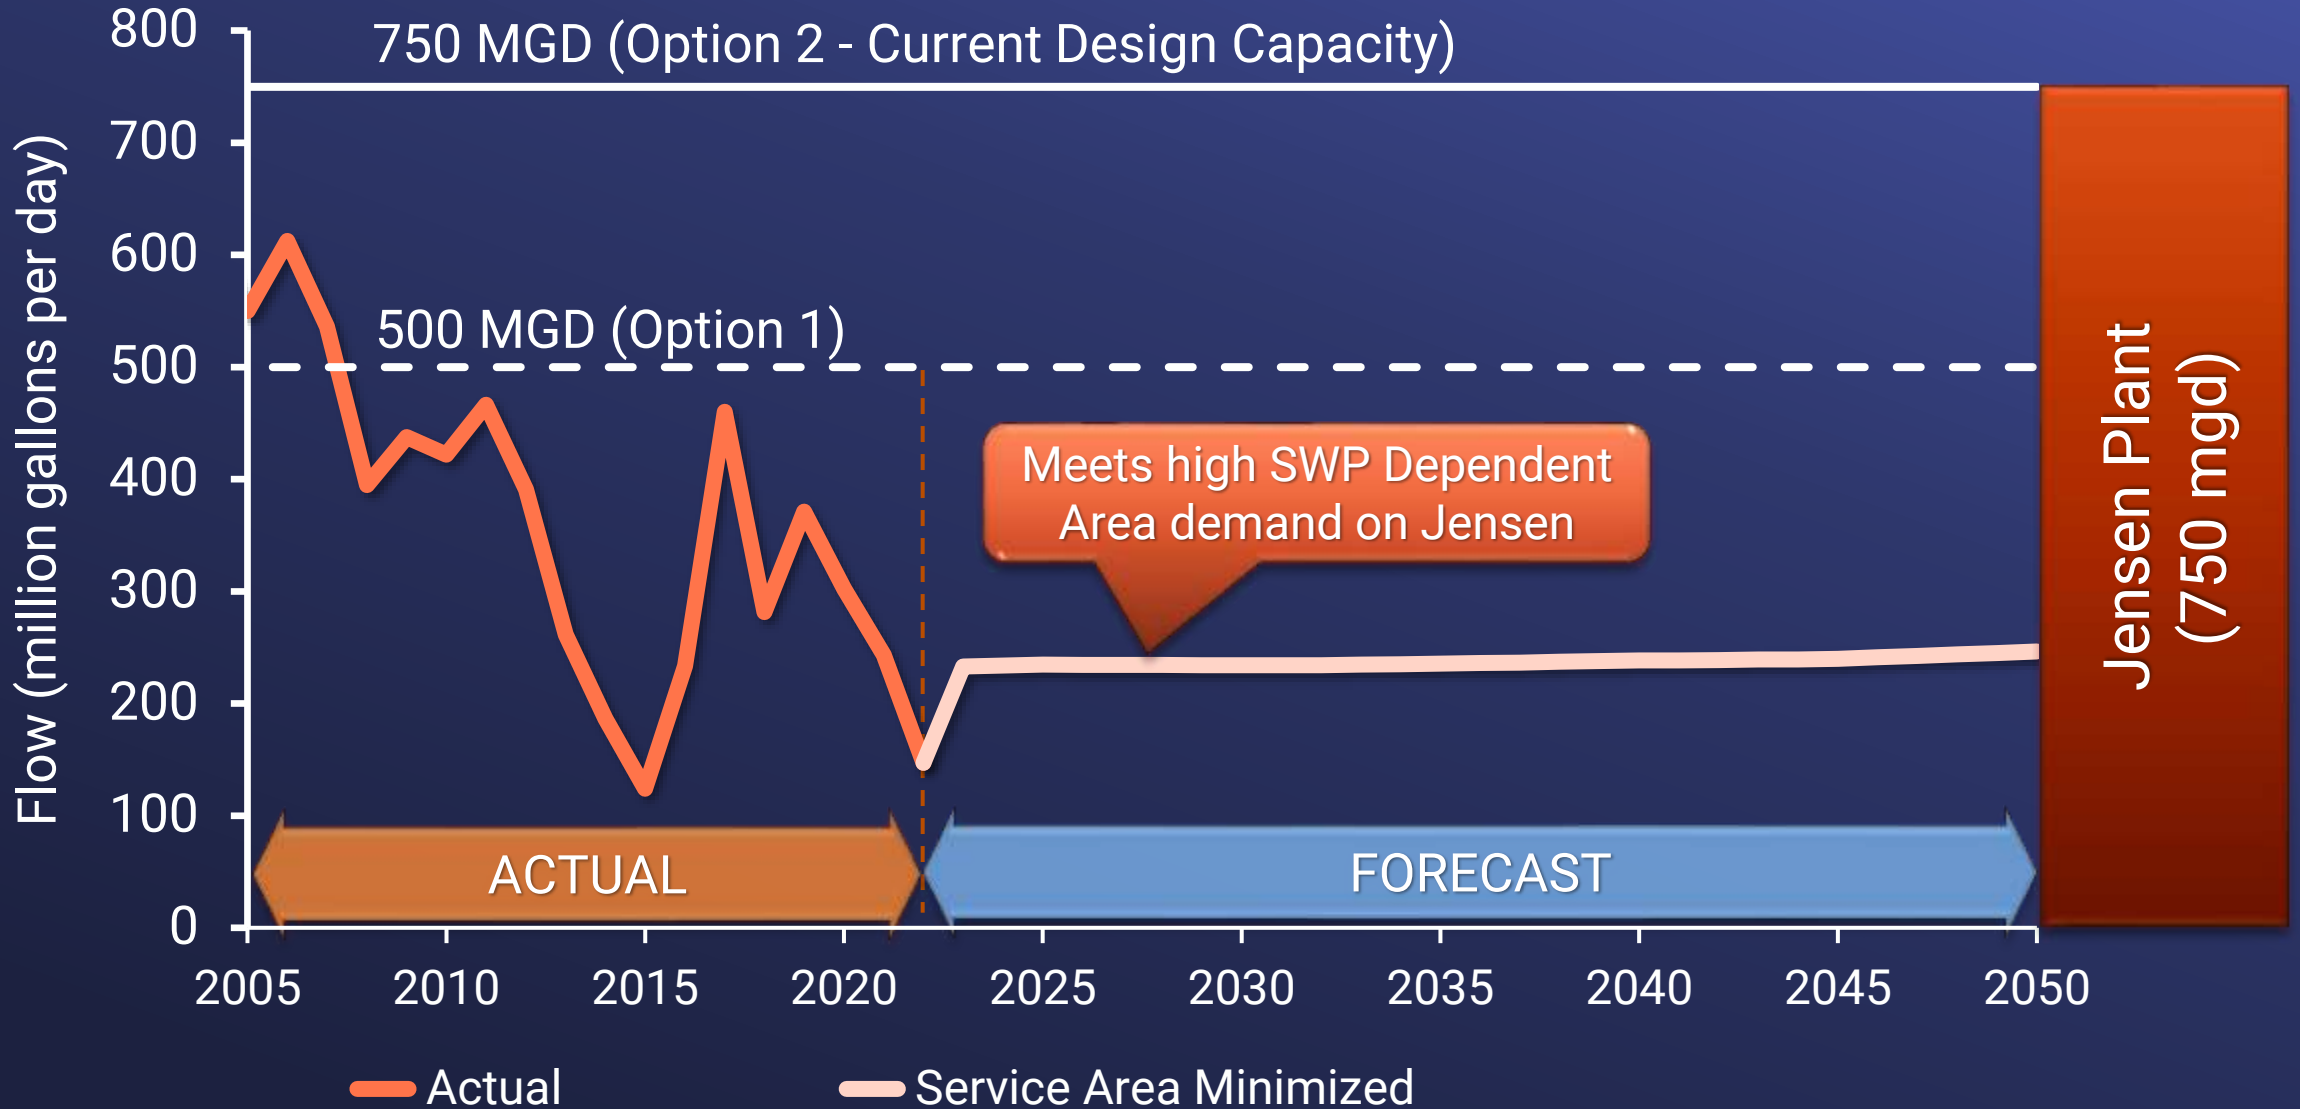 800
750 MGD (Option 2 - Current Design Capacity)
700
600
500 MGD (Option 1)
500
400
300
200
100
0
Flow (million gallons per day)
Meets high SWP Dependent
Area demand on Jensen
Jensen Plant
(750 mgd)
ACTUAL
FORECAST
2005
2010
2015
2020
2025
2030
2035
2040
2045
2050
Actual
Service Area Minimized